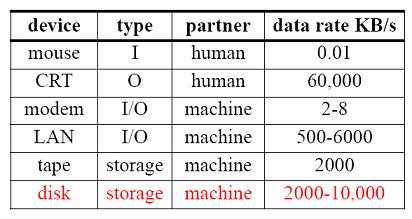 device type partner data rate KB/s
mouse I human 0.01
CRT O human 60,000
modem I/O machine 2-8
LAN I/O machine 500-6000
tape storage machine 2000
disk storage machine 2000-10,000